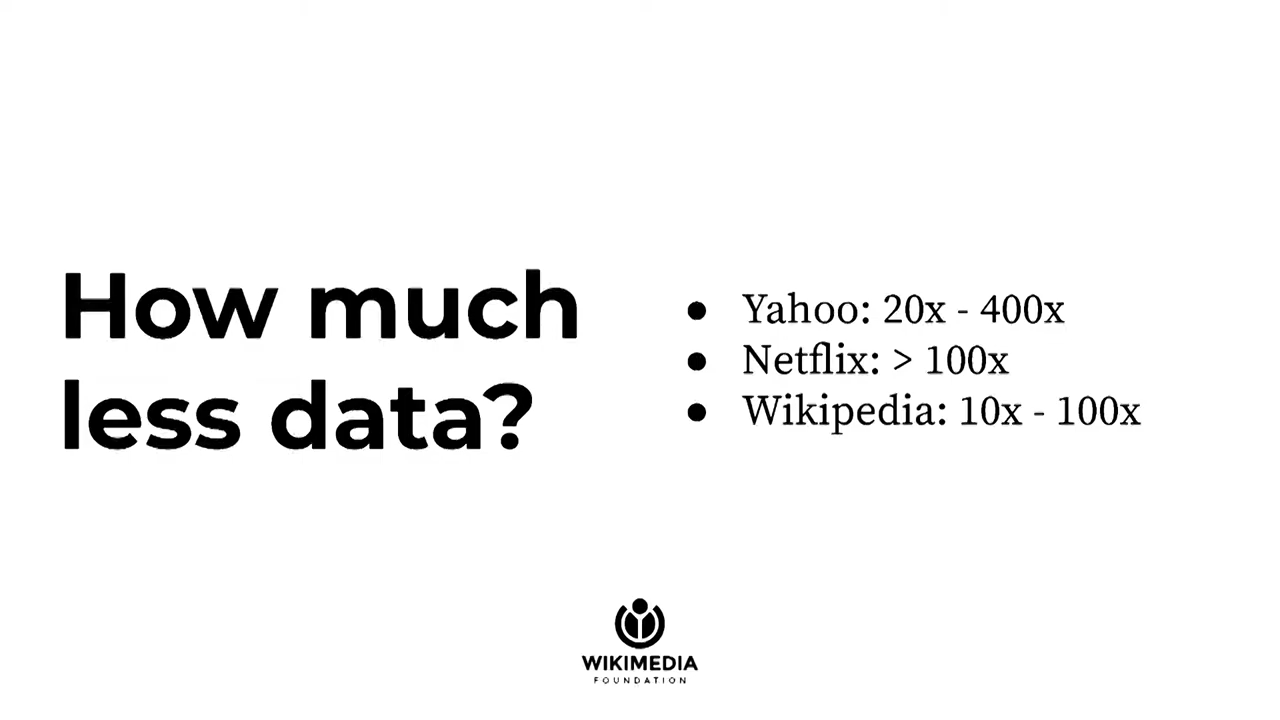 How much
less data?
● Yahoo: 20x - 400x
● Netflix: > 100x
● Wikipedia: 10x - 100x
WIKIMEDIA
FOUNDATION